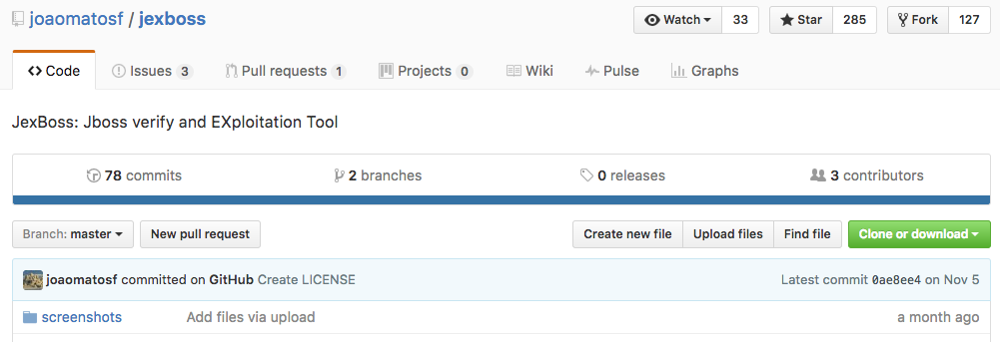 joaomatosf / jexboss Watch 33 Star 285 Fork 127
Code Issues 3 Pull requests 1 Projects 0 Wiki Pulse Graphs
JexBoss: Jboss verify and EXploitation Tool
78 commits 2 branches 0 releases 3 contributors
Branch: master New pull request Create new file Upload files Find file Clone or download
joaomatosf committed on GitHub Create LICENSE Latest commit 0ae8ee4 on Nov 5
screenshots Add files via upload a month ago